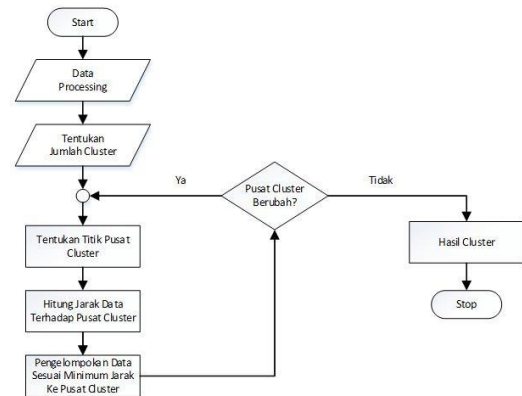 Start
Data
Processing
Tentukan
Jumlah Cluster
Ya
Pusat Cluster
Berubah?
Tidak
Tentukan Titik Pusat
Cluster
Hasil Cluster
Hitung Jarak Data
Terhadap Pusat Cluster
Stop
Pengelompokan Data
Sesuai Minimum Jarak
Ke Pusat Cluster